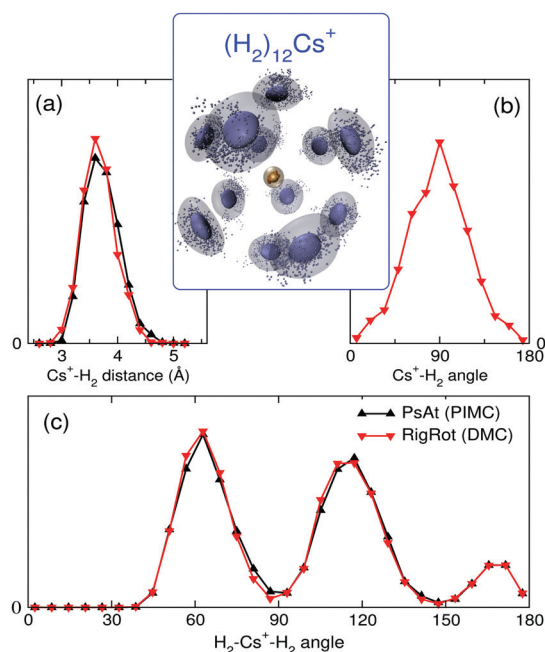 (H₂)₁₂Cs⁺
(a)
(b)
0
3
4
5
Cs⁺-H₂ distance (Å)
0
90
180
0
Cs⁺-H₂ angle
(c)
PsAt (PIMC)
RigRot (DMC)
0
0
30
60
90
120
150
180
H₂-Cs⁺-H₂ angle